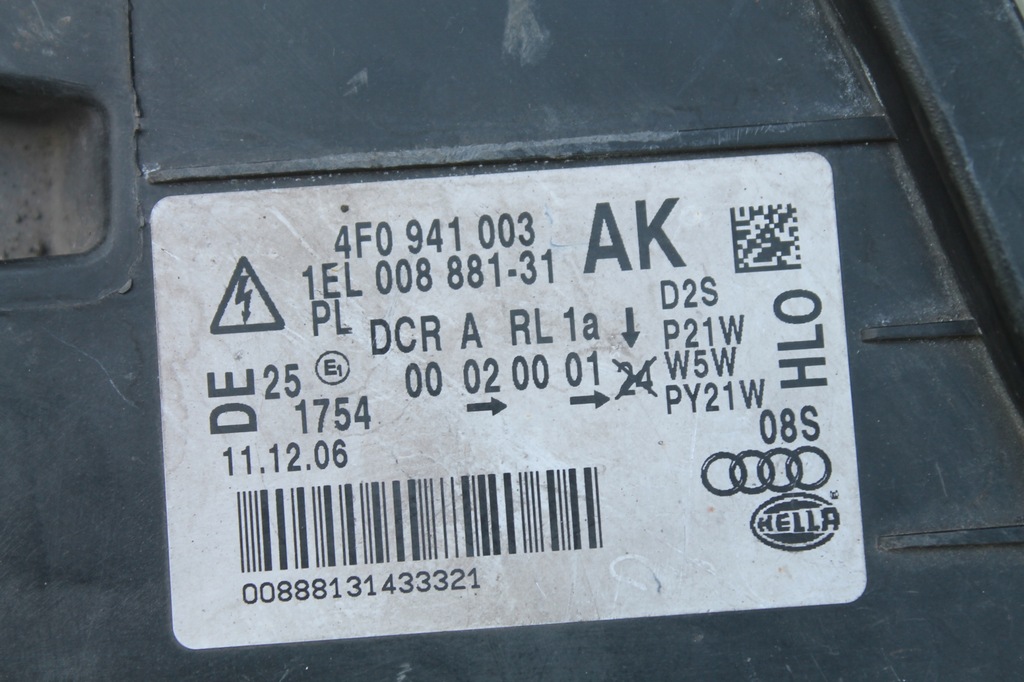 4F0 941 003 AK
1EL 008 881-31
PL DCR A RL 1a D2S
P21W
W5W
PY21W
DE 25 E1 00 02 00 01 24
1754
HLO
08S
11.12.06
HELLA
00888131433321